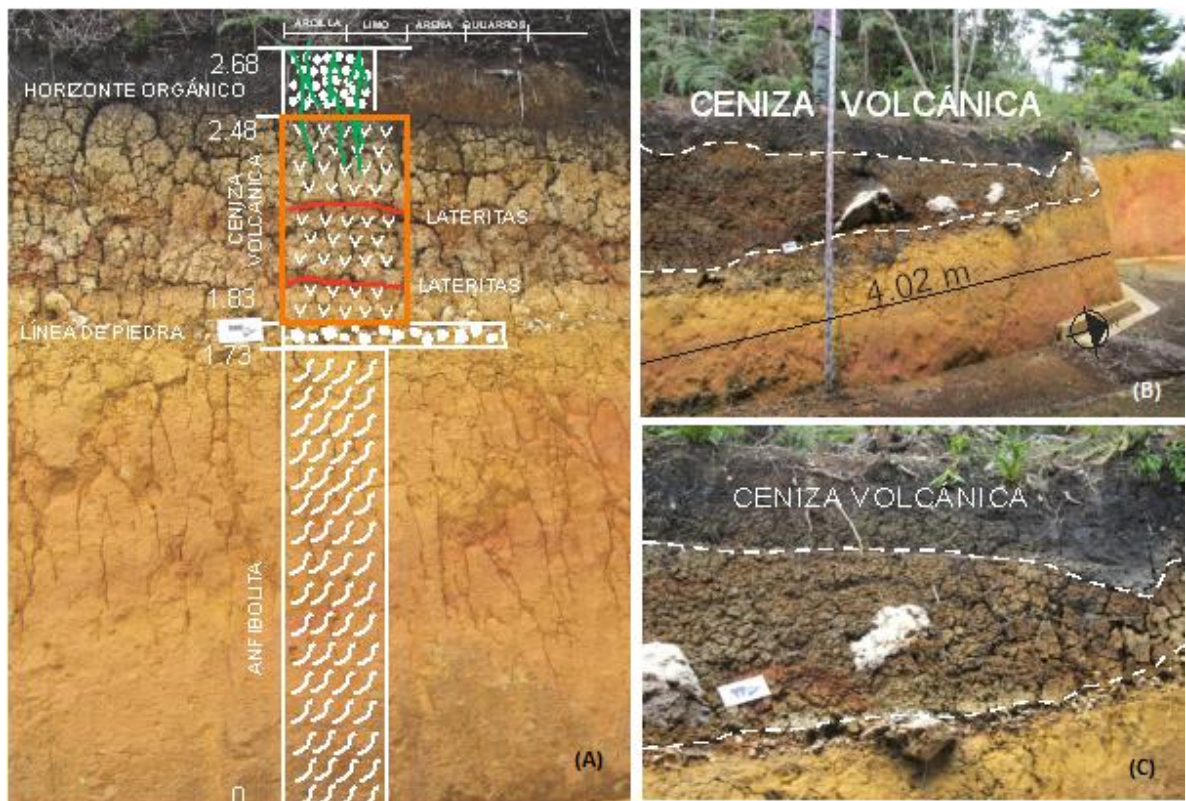 ARCILLA LIMO ARENA GUIJARROS
2.68
HORIZONTE ORGÁNICO
2.48
CENIZA
VOLCÁNICA
LATERITAS
LATERITAS
1.83
LÍNEA DE PIEDRA
1.73
ANFIBOLITA
0
(A)
CENIZA VOLCÁNICA
4.02 m
(B)
CENIZA VOLCÁNICA
(C)